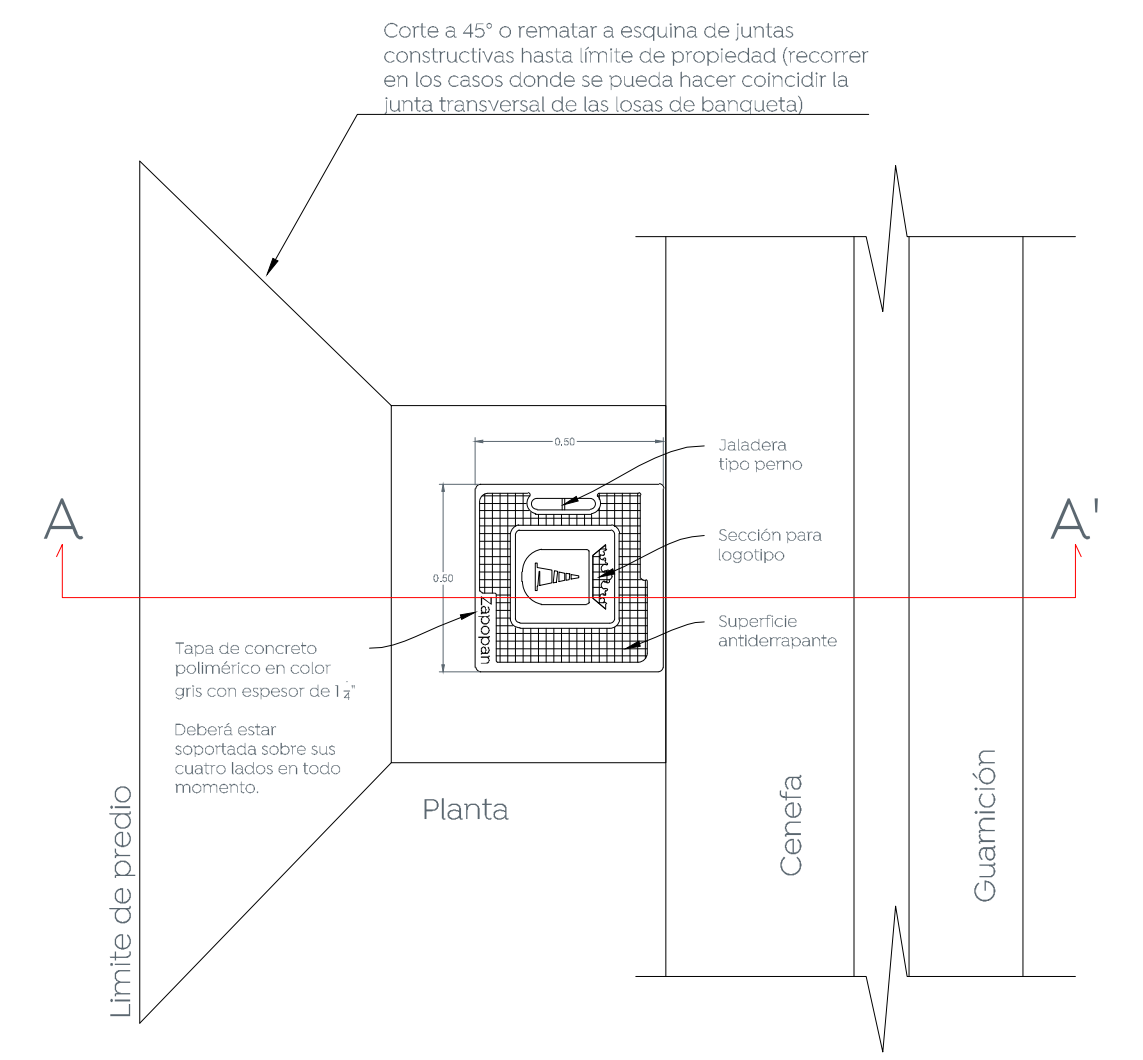 Corte a 45° o rematar a esquina de juntas
constructivas hasta límite de propiedad (recorrer
en los casos donde se pueda hacer coincidir la
junta transversal de las losas de banqueta)
0.50
Jaladera
tipo perno
A
A'
Sección para
logotipo
0.50
Zapopan
Superficie
antiderrapante
Tapa de concreto
polimérico en color
gris con espesor de 1 1/4"
Deberá estar
soportada sobre sus
cuatro lados en todo
momento.
Planta
Limite de predio
Cenefa
Guarnición